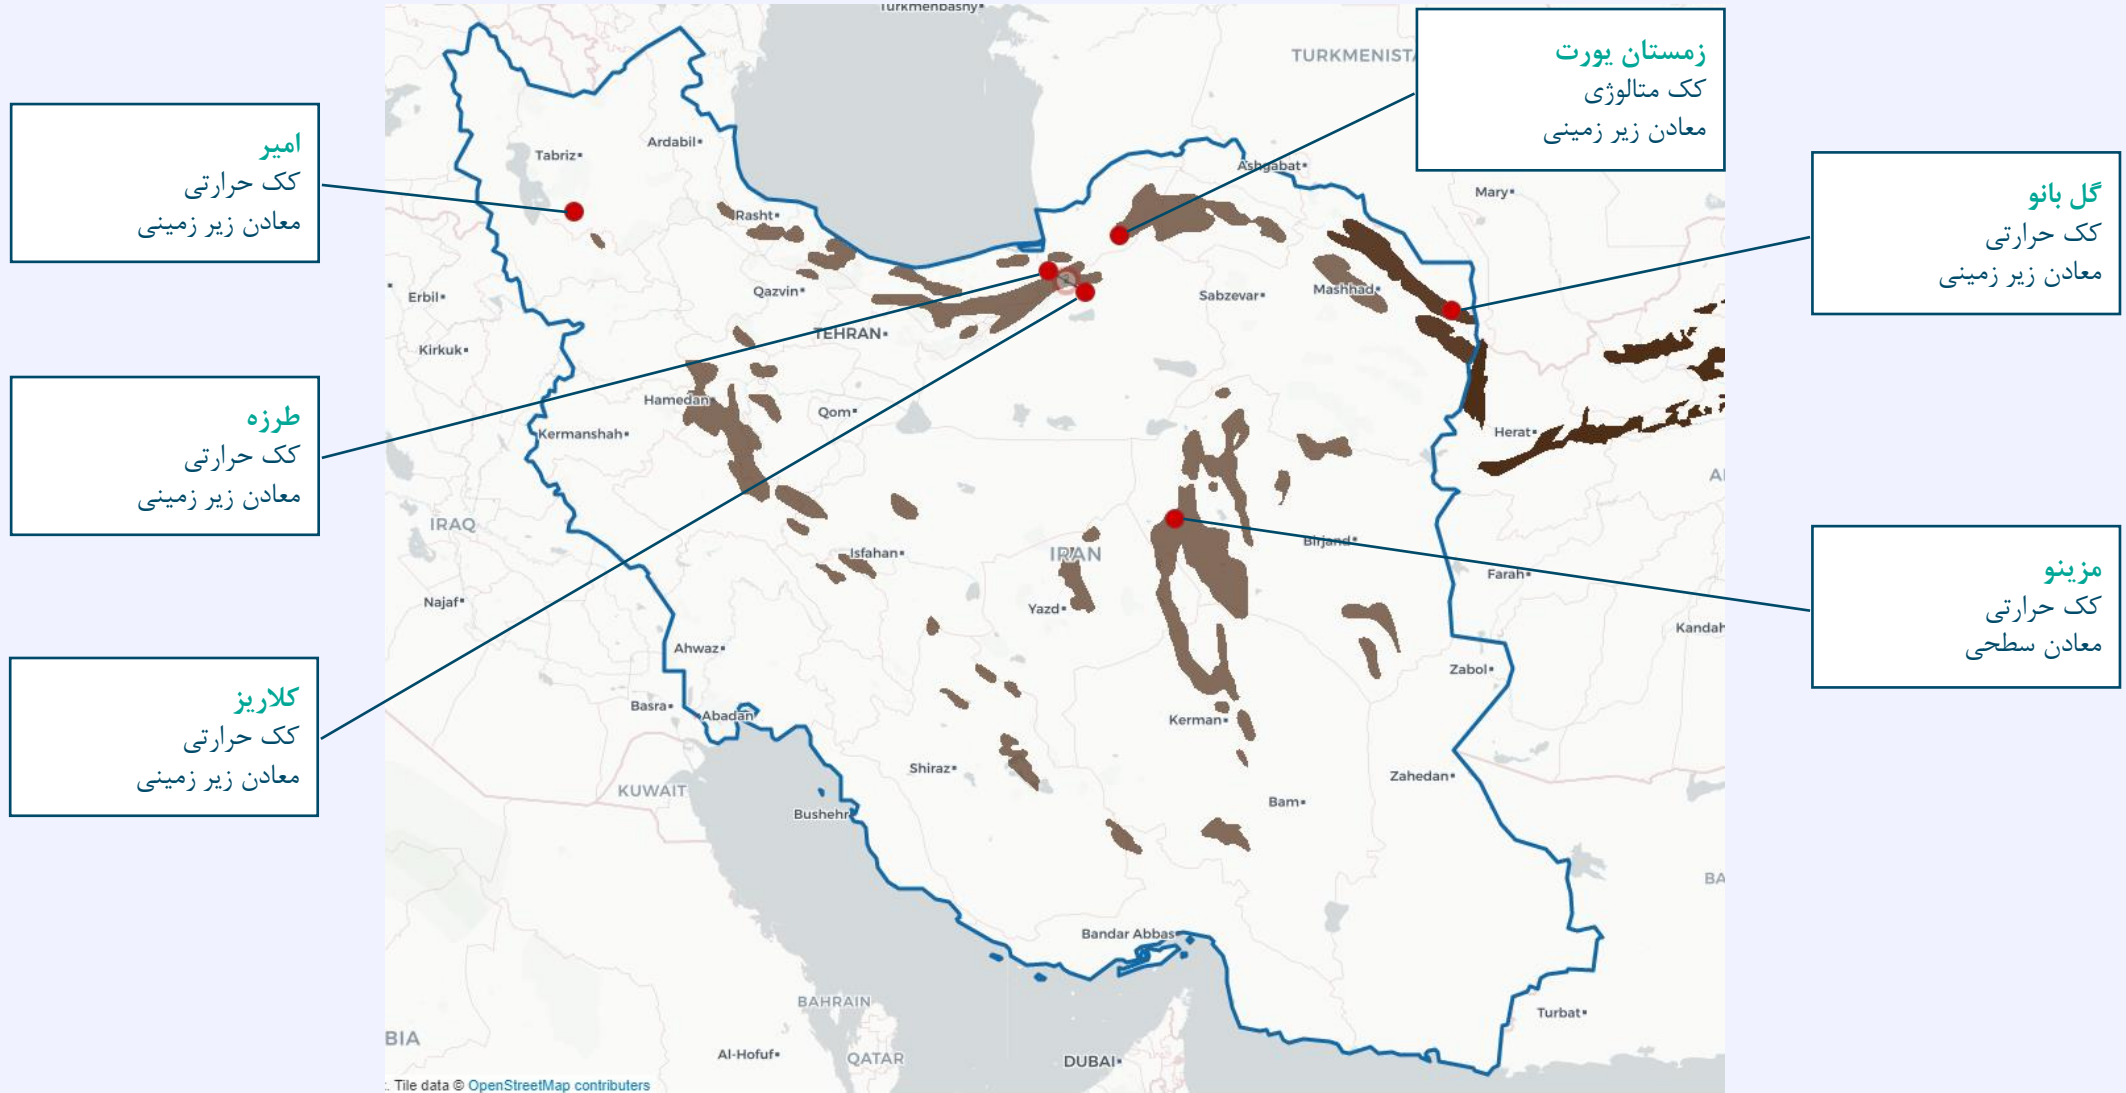 امیر
کک حرارتی
معادن زیر زمینی
طرزه
کک حرارتی
معادن زیر زمینی
کلاریز
کک حرارتی
معادن زیر زمینی
زمستان یورت
کک متالوژی
معادن زیر زمینی
گل بانو
کک حرارتی
معادن زیر زمینی
مزینو
کک حرارتی
معادن سطحی
Turkmenbashy
TURKMENISTA
Ashgabat
Mary
Tabriz
Ardabil
Rasht
Erbil
Qazvin
Sabzevar
Mashhad
TEHRAN
Kirkuk
Hamedan
Qom
Kermanshah
Herat
IRAQ
Isfahan
IRAN
Birjand
Farah
Najaf
Yazd
Kandah
Ahwaz
Zabol
Basra
Abadan
Kerman
Shiraz
Zahedan
KUWAIT
Bushehr
Bam
BA
Bandar Abbas
BAHRAIN
Turbat
BIA
Al-Hofuf
QATAR
DUBAI
. Tile data © OpenStreetMap contributers